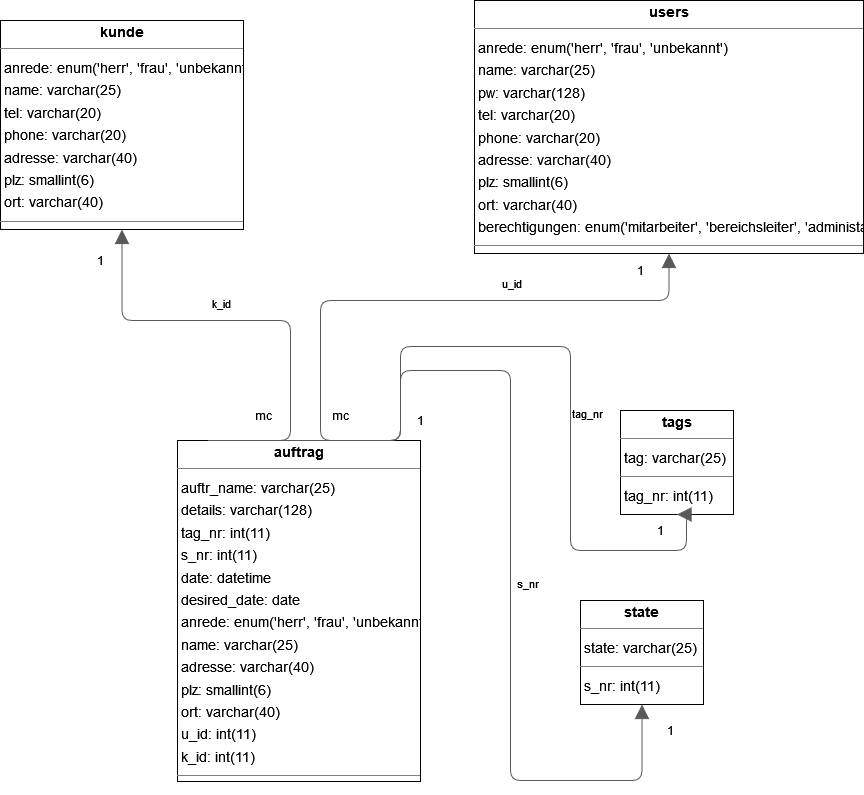 kunde
anrede: enum('herr', 'frau', 'unbekannt
name: varchar(25)
tel: varchar(20)
phone: varchar(20)
adresse: varchar(40)
plz: smallint(6)
ort: varchar(40)
users
anrede: enum('herr', 'frau', 'unbekannt')
name: varchar(25)
pw: varchar(128)
tel: varchar(20)
phone: varchar(20)
adresse: varchar(40)
plz: smallint(6)
ort: varchar(40)
berechtigungen: enum('mitarbeiter', 'bereichsleiter', 'administa
1
1
k_id
u_id
mc
mc
1
tag_nr
auftrag
auftr_name: varchar(25)
details: varchar(128)
tag_nr: int(11)
s_nr: int(11)
date: datetime
desired_date: date
anrede: enum('herr', 'frau', 'unbekann
name: varchar(25)
adresse: varchar(40)
plz: smallint(6)
ort: varchar(40)
u_id: int(11)
k_id: int(11)
tags
tag: varchar(25)
tag_nr: int(11)
1
s_nr
state
state: varchar(25)
s_nr: int(11)
1